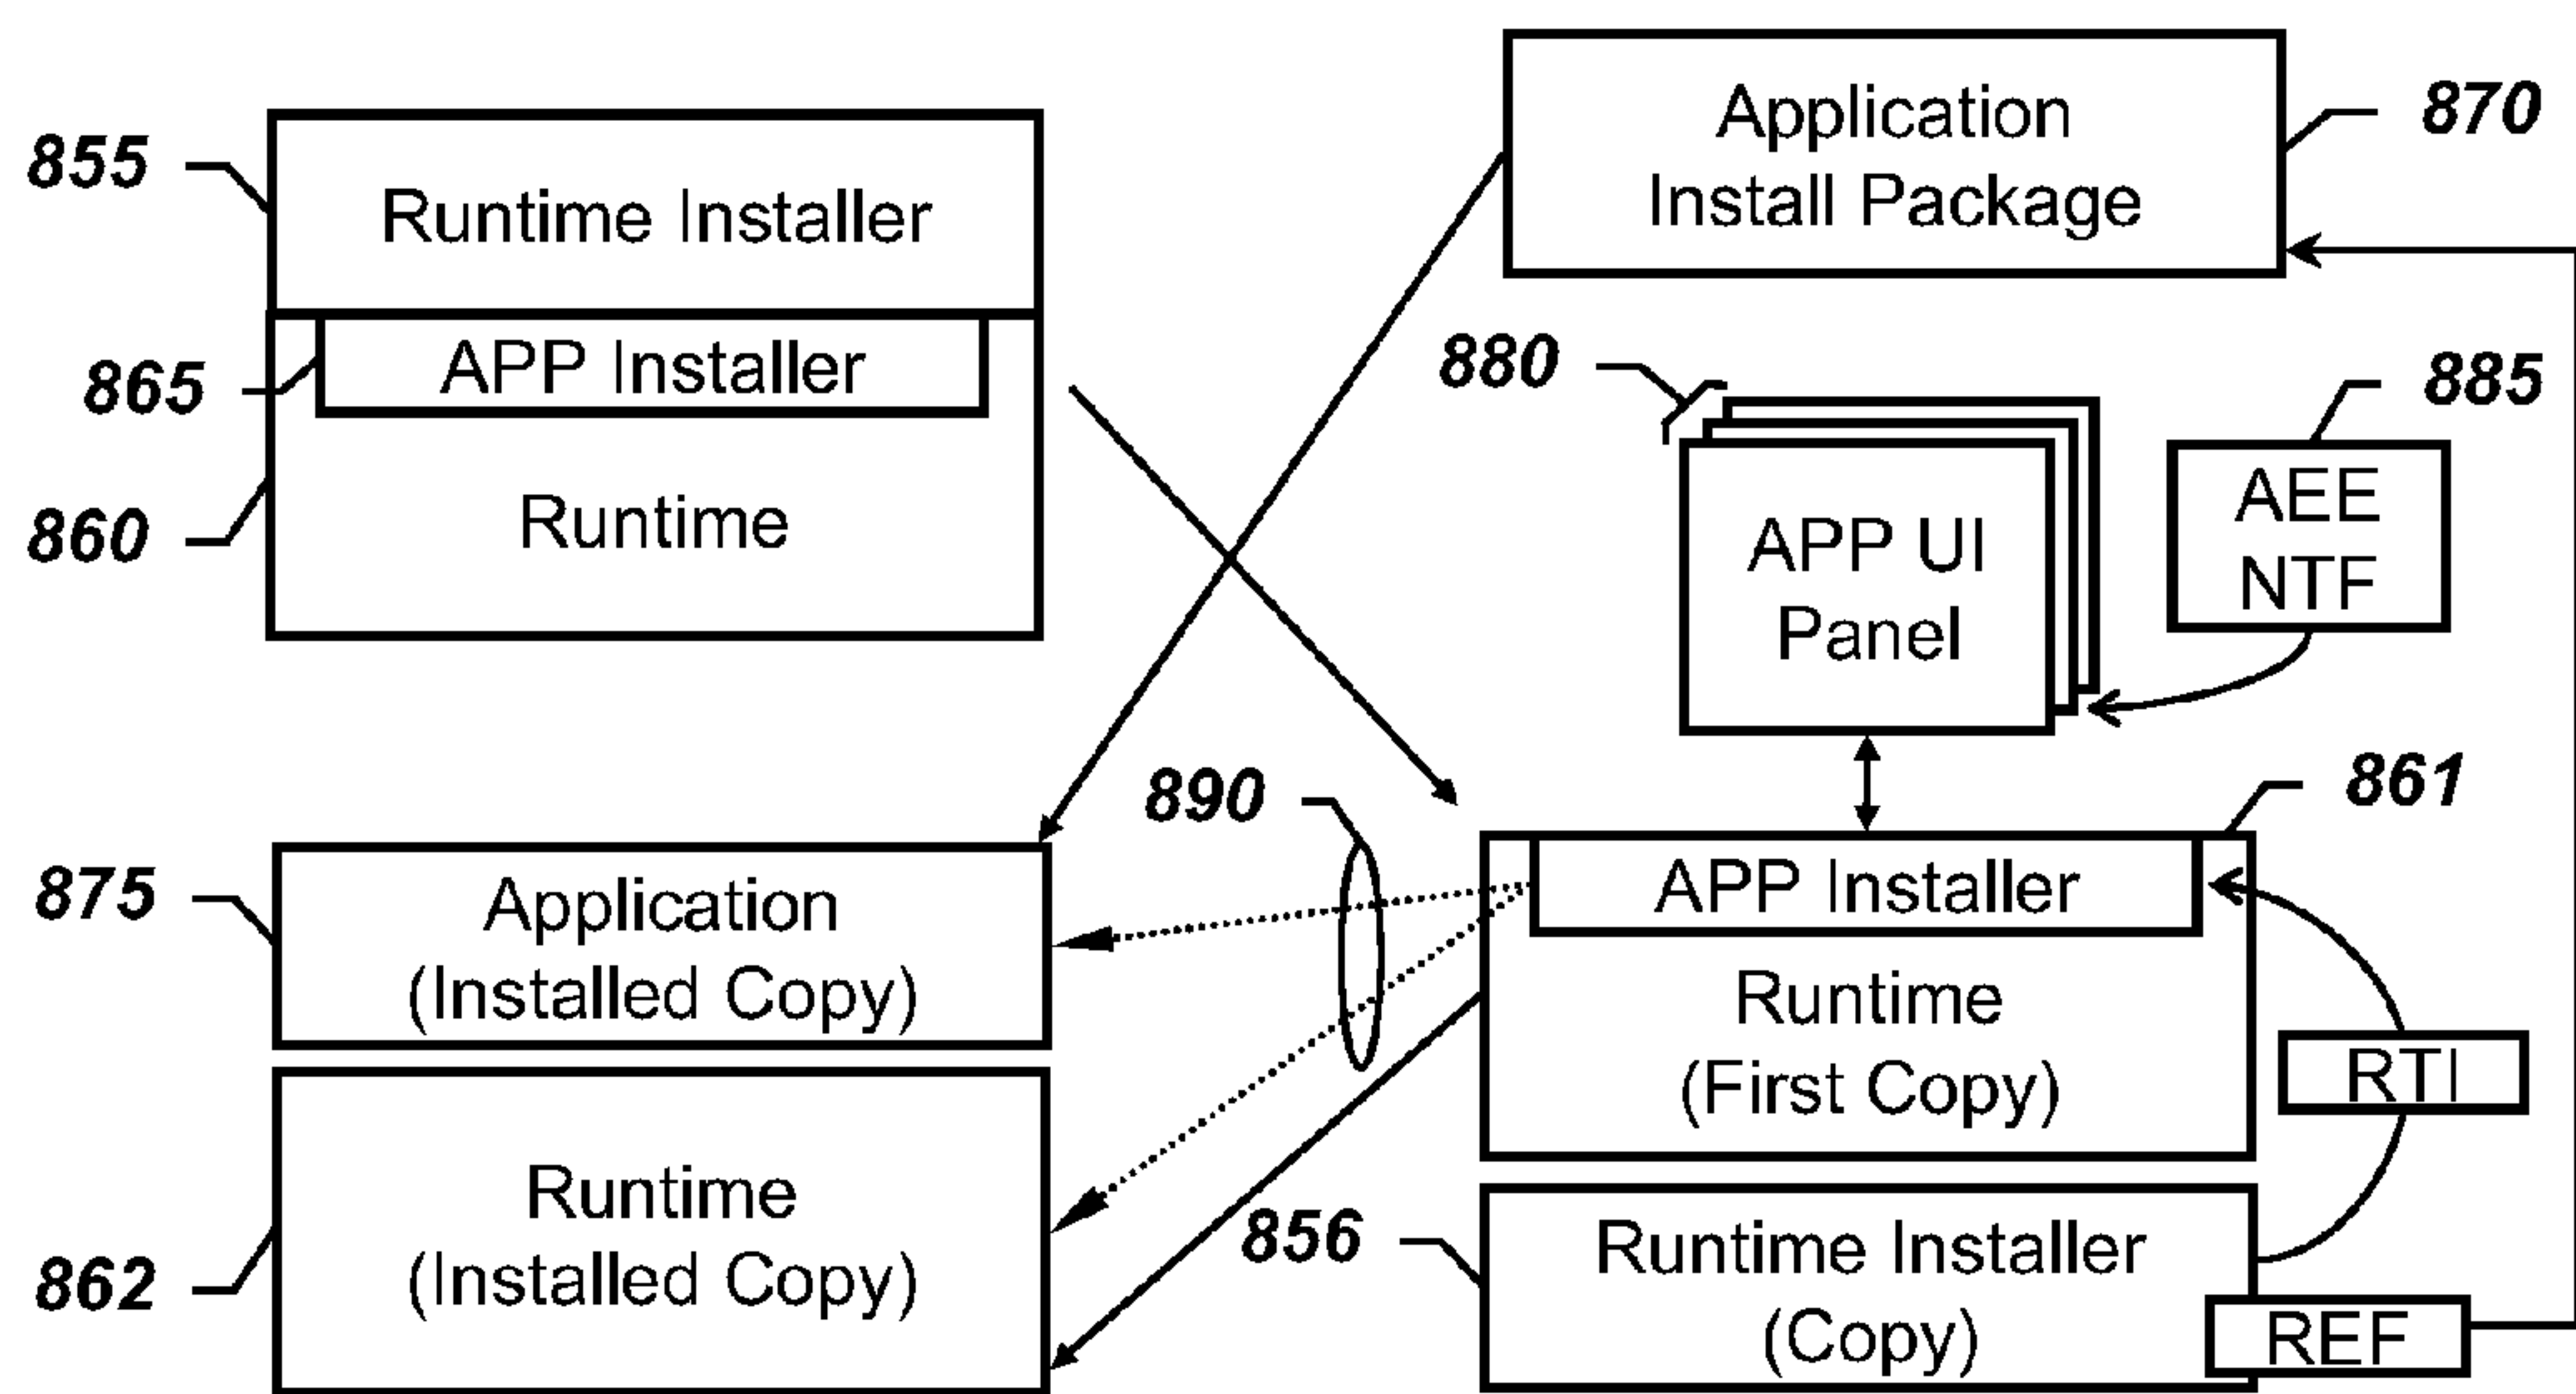 855
Runtime Installer
865
APP Installer
860
Runtime
Application
Install Package
870
880
APP UI
Panel
885
AEE
NTF
890
861
875
Application
(Installed Copy)
APP Installer
Runtime
(First Copy)
RTI
862
Runtime
(Installed Copy)
856
Runtime Installer
(Copy)
REF